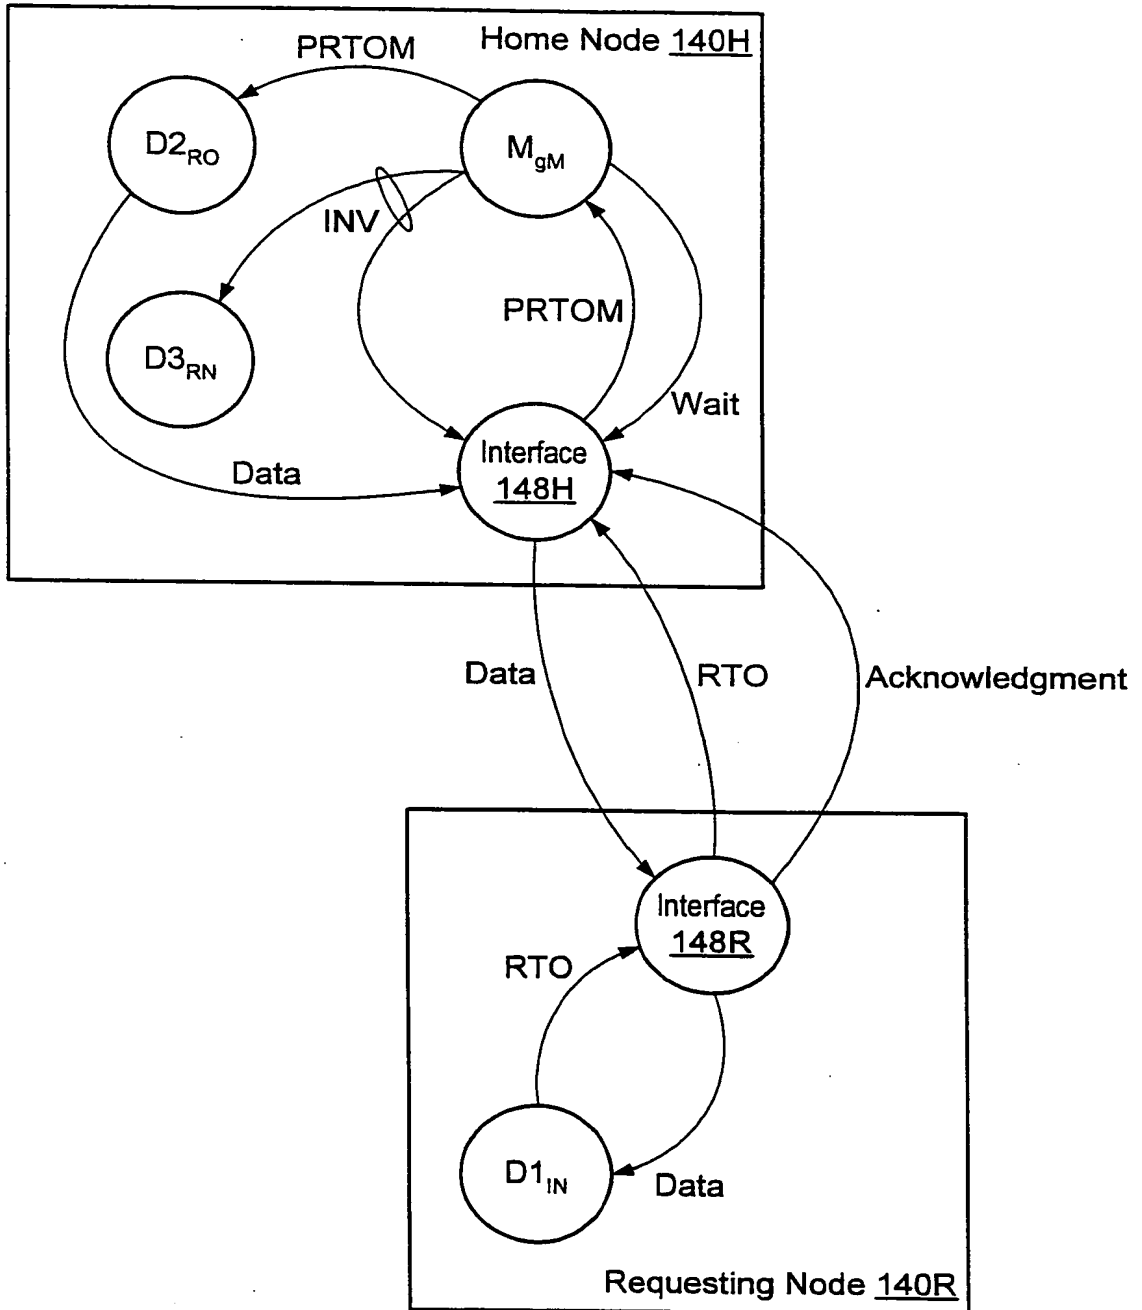 Home Node 140H
PRTOM
D2RO
MgM
INV
PRTOM
D3RN
Wait
Interface
148H
Data
Data
RTO
Acknowledgment
Interface
148R
RTO
D1IN
Data
Requesting Node 140R